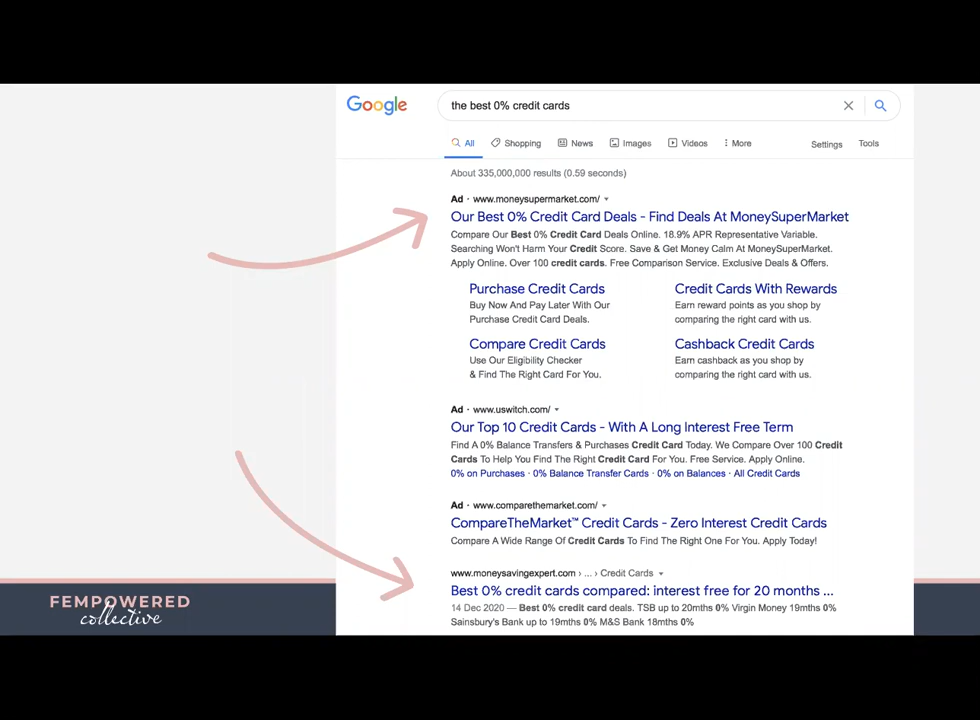 Google
the best 0% credit cards
All Shopping News Images Videos More Settings Tools
About 335,000,000 results (0.59 seconds)
Ad · www.moneysupermarket.com/
Our Best 0% Credit Card Deals - Find Deals At MoneySuperMarket
Compare Our Best 0% Credit Card Deals Online. 18.9% APR Representative Variable.
Searching Won't Harm Your Credit Score. Save & Get Money Calm At MoneySuperMarket.
Apply Online. Over 100 credit cards. Free Comparison Service. Exclusive Deals & Offers.
Purchase Credit Cards
Buy Now And Pay Later With Our
Purchase Credit Card Deals.
Credit Cards With Rewards
Earn reward points as you shop by
comparing the right card with us.
Compare Credit Cards
Use Our Eligibility Checker
& Find The Right Card For You.
Cashback Credit Cards
Earn cashback as you shop by
comparing the right card with us.
Ad · www.uswitch.com/
Our Top 10 Credit Cards - With A Long Interest Free Term
Find A 0% Balance Transfers & Purchases Credit Card Today. We Compare Over 100 Credit
Cards To Help You Find The Right Credit Card For You. Free Service. Apply Online.
0% on Purchases · 0% Balance Transfer Cards · 0% on Balances · All Credit Cards
Ad · www.comparethemarket.com/
CompareTheMarket™ Credit Cards - Zero Interest Credit Cards
Compare A Wide Range Of Credit Cards To Find The Right One For You. Apply Today!
www.moneysavingexpert.com › ... › Credit Cards
Best 0% credit cards compared: interest free for 20 months ...
14 Dec 2020 — Best 0% credit card deals. TSB up to 20mths 0% Virgin Money 19mths 0%
Sainsbury's Bank up to 19mths 0% M&S Bank 18mths 0%
FEMPOWERED
collective